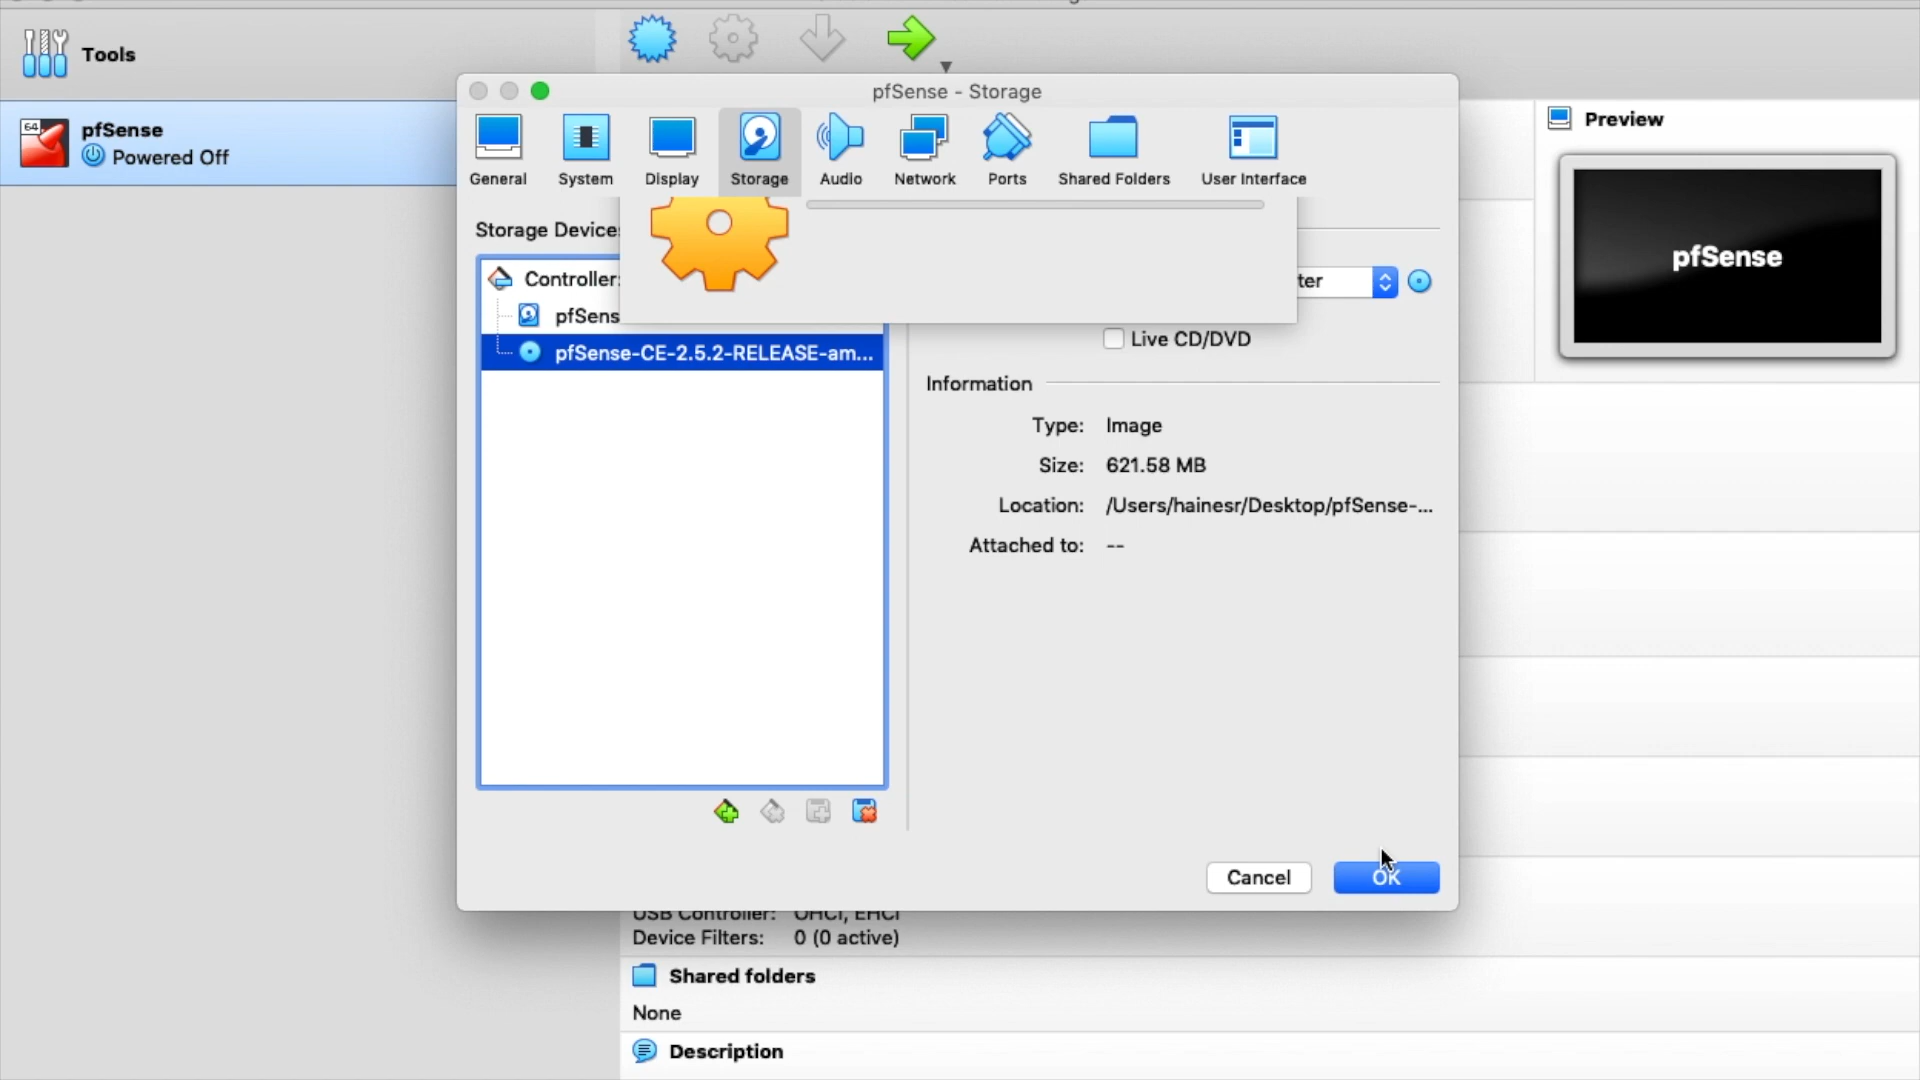 Tools
64
pfSense
Powered Off
pfSense - Storage
General
System
Display
Storage
Audio
Network
Ports
Shared Folders
User Interface
Preview
pfSense
Storage Devices
Controller:
pfSens
pfSense-CE-2.5.2-RELEASE-am...
ter
Live CD/DVD
Information
Type: Image
Size: 621.58 MB
Location: /Users/hainesr/Desktop/pfSense-...
Attached to: --
Cancel
OK
USB Controller: OHCI, EHCI
Device Filters: 0 (0 active)
Shared folders
None
Description